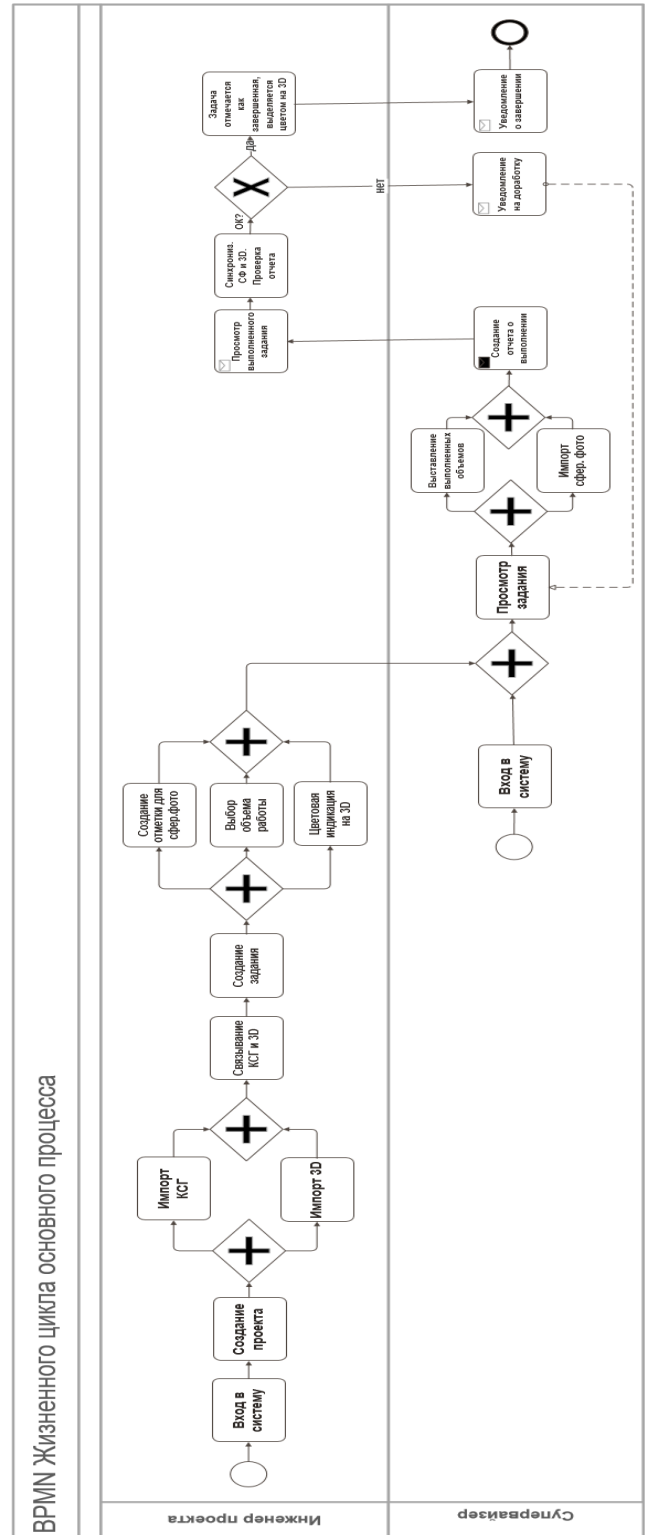 BPMN Жизненного цикла основного процесса
Инженер проекта
Вход в
систему
Создание
проекта
Импорт
КСГ
Импорт 3D
Связывание
КСГ и 3D
Создание
задания
Создание
отметки для
сфер.фото
Выбор
объема
работы
Цветовая
индикация
на 3D
Просмотр
выполненного
задания
Синхрониз.
СФ и 3D.
Проверка
отчета
ок?
да
нет
Задача
отмечается
как
завершенная,
выделяется
цветом на 3D
Супервайзер
Вход в
систему
Просмотр
задания
Выставление
выполненных
объемов
Импорт
сфер. фото
Создание
отчета о
выполнении
Уведомление
на доработку
Уведомление
о завершении